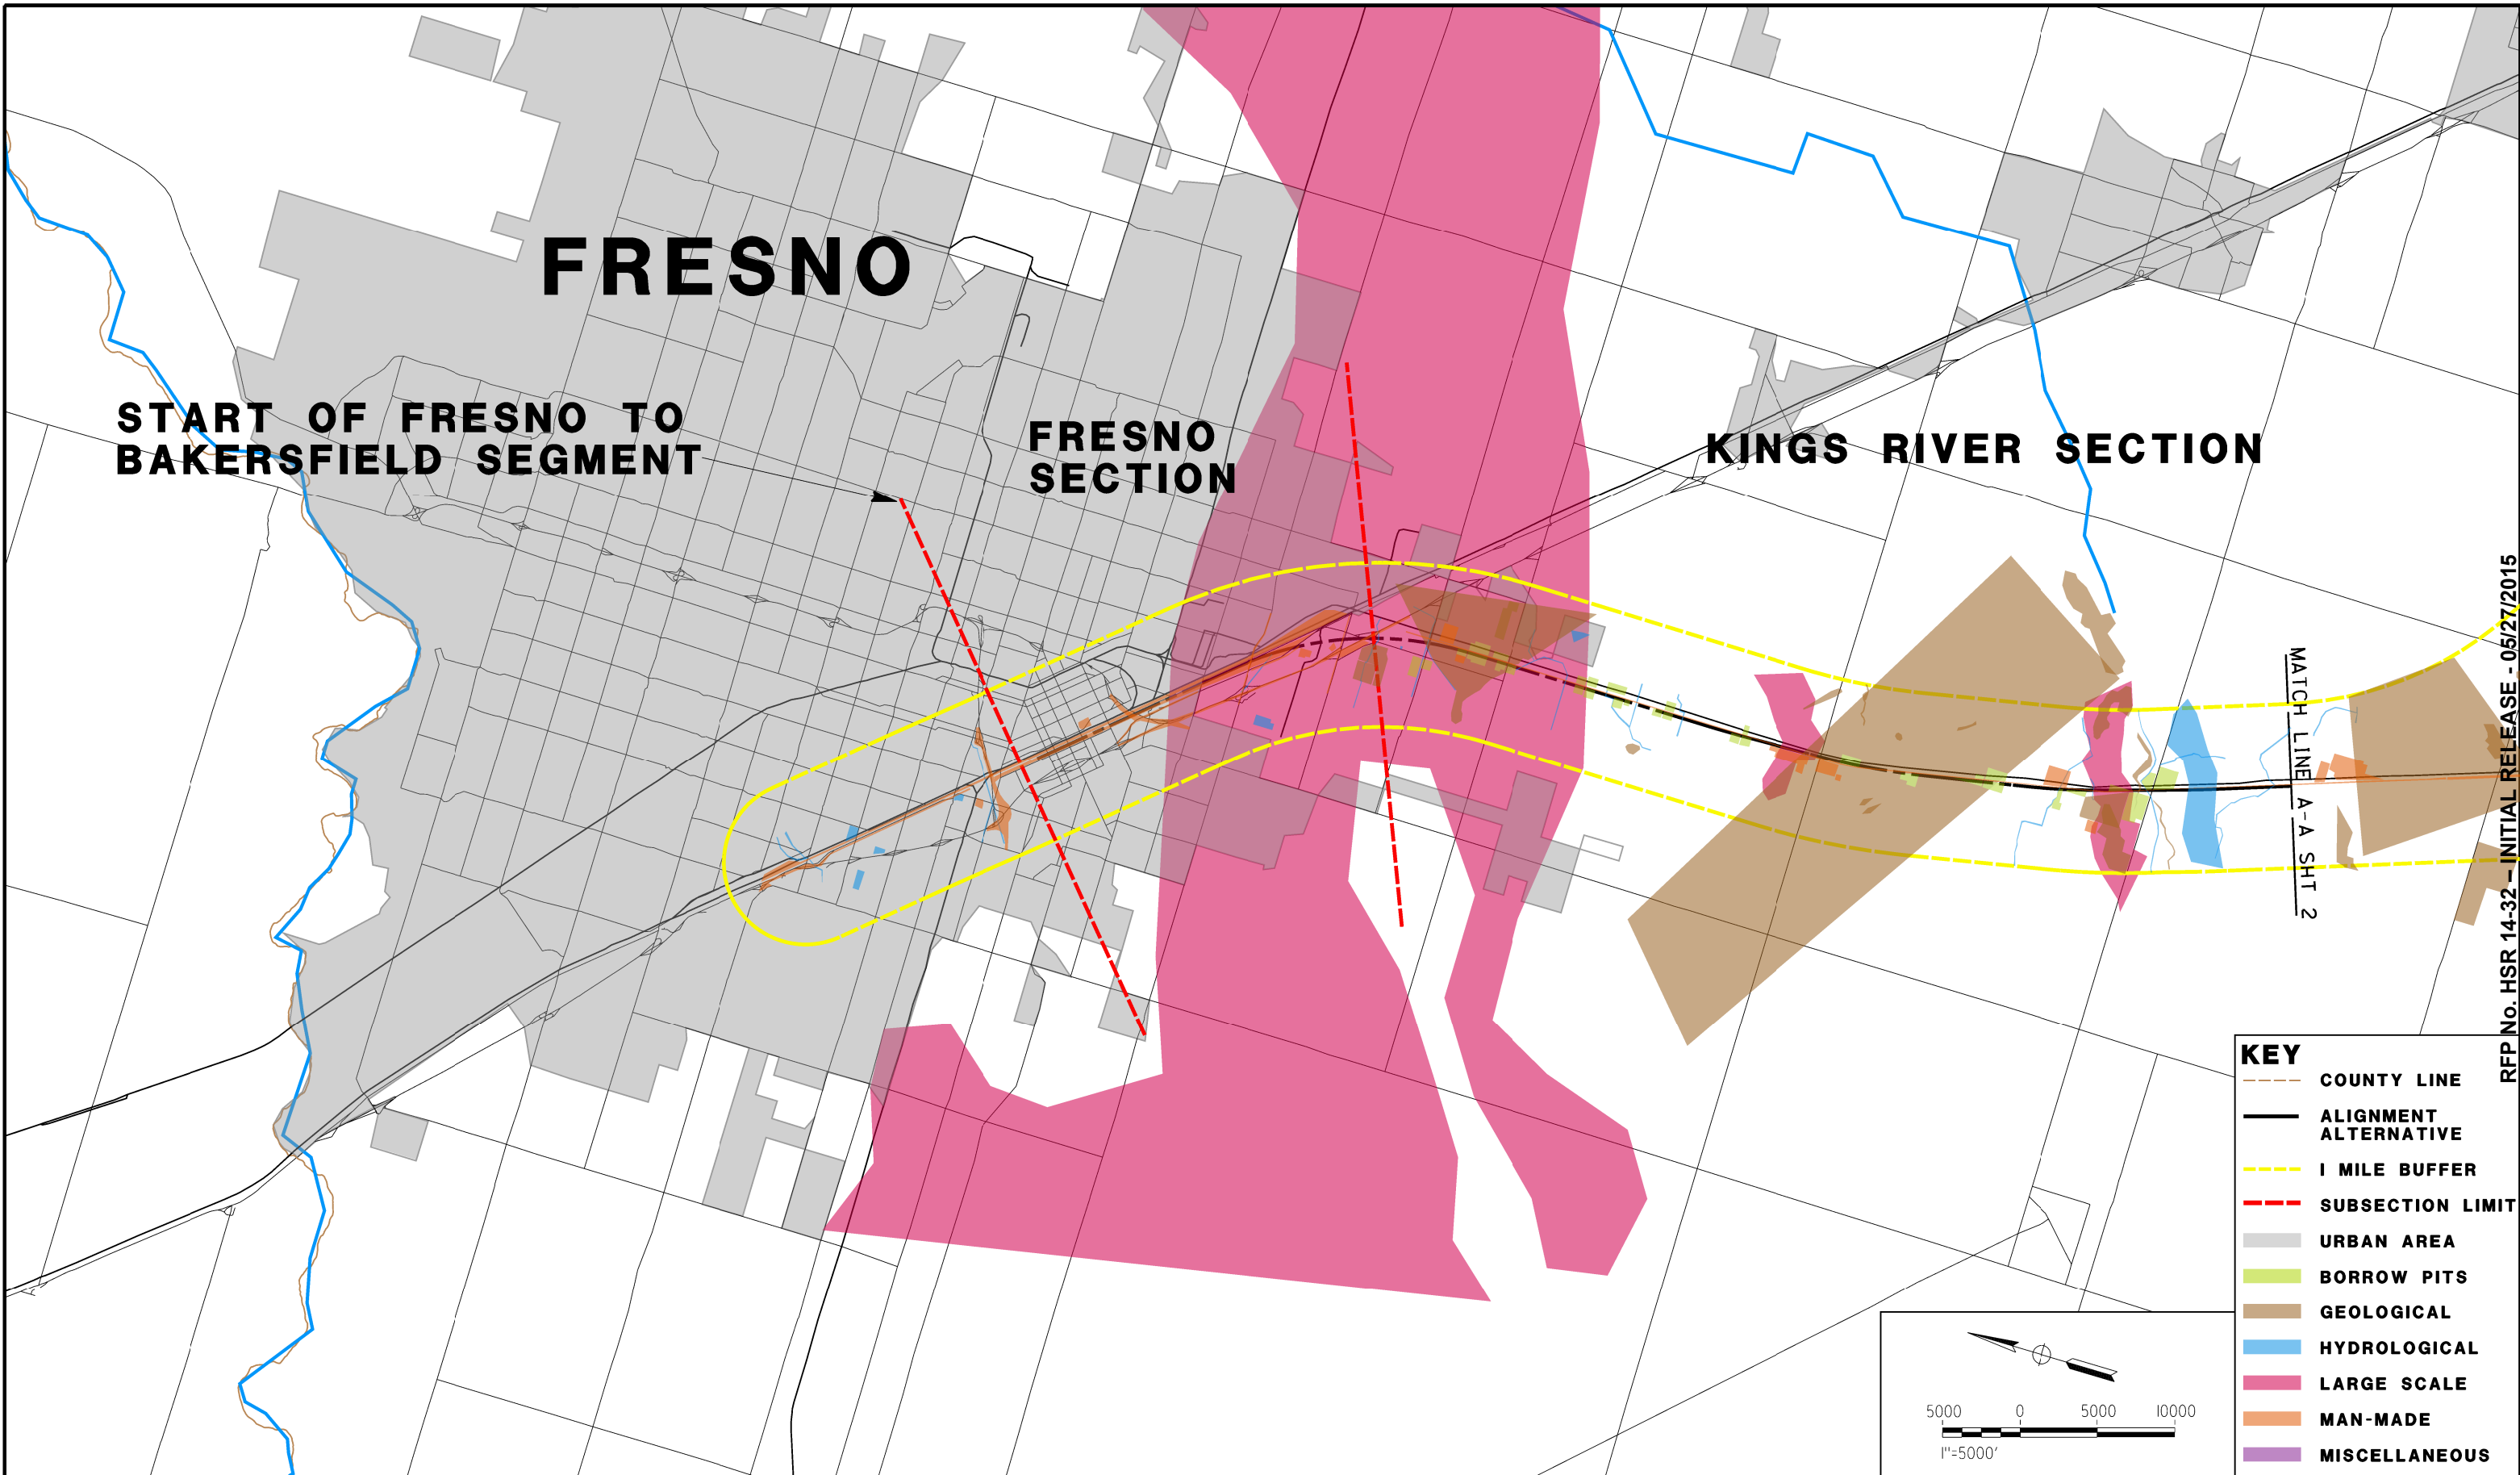 FRESNO
START OF FRESNO TO
BAKERSFIELD SEGMENT
FRESNO
SECTION
KINGS RIVER SECTION
MATCH LINE A-A SHT 2
RFP No. HSR 14-32 – INITIAL RELEASE - 05/27/2015
KEY
COUNTY LINE
ALIGNMENT
ALTERNATIVE
1 MILE BUFFER
SUBSECTION LIMIT
URBAN AREA
BORROW PITS
GEOLOGICAL
HYDROLOGICAL
LARGE SCALE
MAN-MADE
MISCELLANEOUS
5000 0 5000 10000
1"=5000'